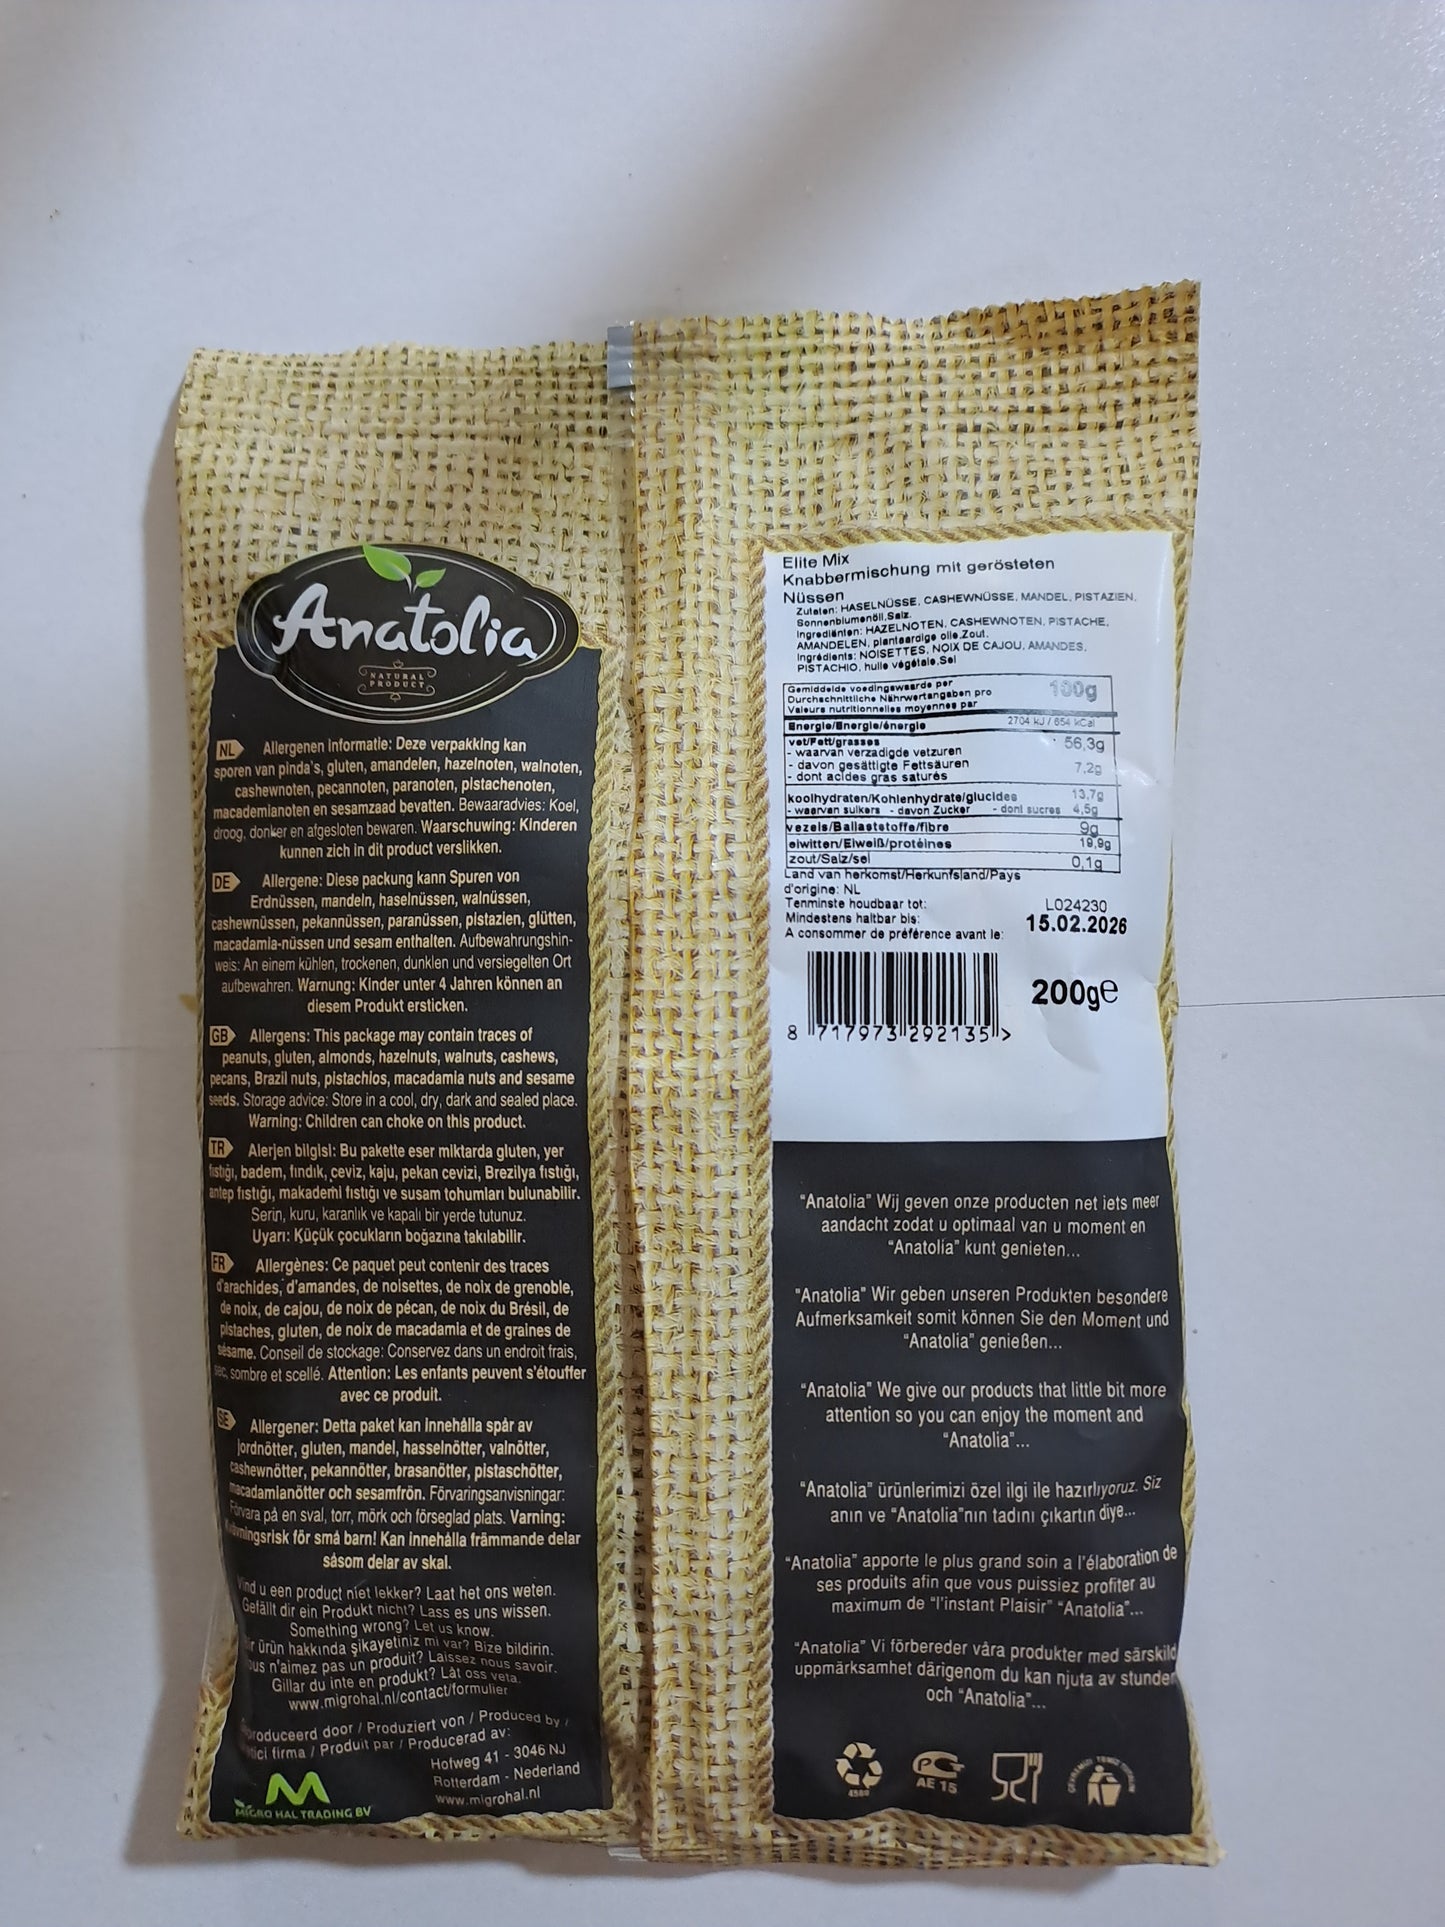 Anatolia
NATURAL
PRODUCT
NL Allergenen informatie: Deze verpakking kan
sporen van pinda's, gluten, amandelen, hazelnoten, walnoten,
cashewnoten, pecannoten, paranoten, pistachenoten,
macademianoten en sesamzaad bevatten. Bewaaradvies: Koel,
droog, donker en afgesloten bewaren. Waarschuwing: Kinderen
kunnen zich in dit product verslikken.
DE Allergene: Diese packung kann Spuren von
Erdnüssen, mandeln, haselnüssen, walnüssen,
cashewnüssen, pekannüssen, paranüssen, pistazien, glütten,
macadamia-nüssen und sesam enthalten. Aufbewahrungshin-
weis: An einem kühlen, trockenen, dunklen und versiegelten Ort
aufbewahren. Warnung: Kinder unter 4 Jahren können an
diesem Produkt ersticken.
GB Allergens: This package may contain traces of
peanuts, gluten, almonds, hazelnuts, walnuts, cashews,
pecans, Brazil nuts, pistachios, macadamia nuts and sesame
seeds. Storage advice: Store in a cool, dry, dark and sealed place.
Warning: Children can choke on this product.
TR Alerjen bilgisi: Bu pakette eser miktarda gluten, yer
fıstığı, badem, fındık, ceviz, kaju, pekan cevizi, Brezilya fıstığı,
antep fıstığı, makademi fıstığı ve susam tohumları bulunabilir.
Serin, kuru, karanlık ve kapalı bir yerde tutunuz.
Uyarı: Küçük çocukların boğazına takılabilir.
FR Allergènes: Ce paquet peut contenir des traces
d'arachides, d'amandes, de noisettes, de noix de grenoble,
de noix, de cajou, de noix de pécan, de noix du Brésil, de
pistaches, gluten, de noix de macadamia et de graines de
sésame. Conseil de stockage: Conservez dans un endroit frais,
sec, sombre et scellé. Attention: Les enfants peuvent s'étouffer
avec ce produit.
SE Allergener: Detta paket kan innehålla spår av
jordnötter, gluten, mandel, hasselnötter, valnötter,
cashewnötter, pekannötter, brasanötter, pistaschötter,
macadamianötter och sesamfrön. Förvaringsanvisningar:
Förvara på en sval, torr, mörk och förseglad plats. Varning:
Kvävningsrisk för små barn! Kan innehålla främmande delar
såsom delar av skal.
Vind u een product niet lekker? Laat het ons weten.
Gefällt dir ein Produkt nicht? Lass es uns wissen.
Something wrong? Let us know.
ürün hakkında şikayetiniz mi var? Bize bildirin.
n'aimez pas un produit? Laissez nous savoir.
Gillar du inte en produkt? Låt oss veta.
www.migrohal.nl/contact/formulier
Geproduceerd door / Produziert von / Produced by /
firma / Produit par / Producerad av:
Hofweg 41 - 3046 NJ
Rotterdam - Nederland
www.migrohal.nl
M
MIGRO HAL TRADING BV
Elite Mix
Knabbermischung mit gerösteten
Nüssen
Zutaten: HASELNÜSSE, CASHEWNÜSSE, MANDEL, PISTAZIEN,
Sonnenblumenöll,Salz.
Ingrediënten: HAZELNOTEN, CASHEWNOTEN, PISTACHE,
AMANDELEN, plantaardige olie,Zout.
Ingrédients: NOISETTES, NOIX DE CAJOU, AMANDES,
PISTACHIO, huile végétale,Sel
Gemiddelde voedingswaarde per
Durchschnittliche Nährwertangaben pro 100g
Valeurs nutritionnelles moyennes par
Energie/Energie/énergie 2704 kJ / 654 kCal
vet/Fett/grasses 56,3g
- waarvan verzadigde vetzuren
- davon gesättigte Fettsäuren 7,2g
- dont acides gras saturés
koolhydraten/Kohlenhydrate/glucides 13,7g
- waarvan suikers - davon Zucker - dont sucres 4,5g
vezels/Ballaststoffe/fibre 9g
eiwitten/Eiweiß/protéines 19,9g
zout/Salz/sel 0,1g
Land van herkomst/Herkunfsland/Pays
d'origine: NL
Tenminste houdbaar tot: L024230
Mindestens haltbar bis: 15.02.2026
A consommer de préférence avant le:
200g℮
8 717973 292135 >
"Anatolia" Wij geven onze producten net iets meer
aandacht zodat u optimaal van u moment en
"Anatolia" kunt genieten...
"Anatolia" Wir geben unseren Produkten besondere
Aufmerksamkeit somit können Sie den Moment und
"Anatolia" genießen...
"Anatolia" We give our products that little bit more
attention so you can enjoy the moment and
"Anatolia"...
"Anatolia" ürünlerimizi özel ilgi ile hazırlıyoruz. Siz
anın ve "Anatolia"nın tadını çıkartın diye...
"Anatolia" apporte le plus grand soin a l'élaboration de
ses produits afin que vous puissiez profiter au
maximum de "l'instant Plaisir" "Anatolia"...
"Anatolia" Vi förbereder våra produkter med särskild
uppmärksamhet därigenom du kan njuta av stunden
och "Anatolia"...
AE 15